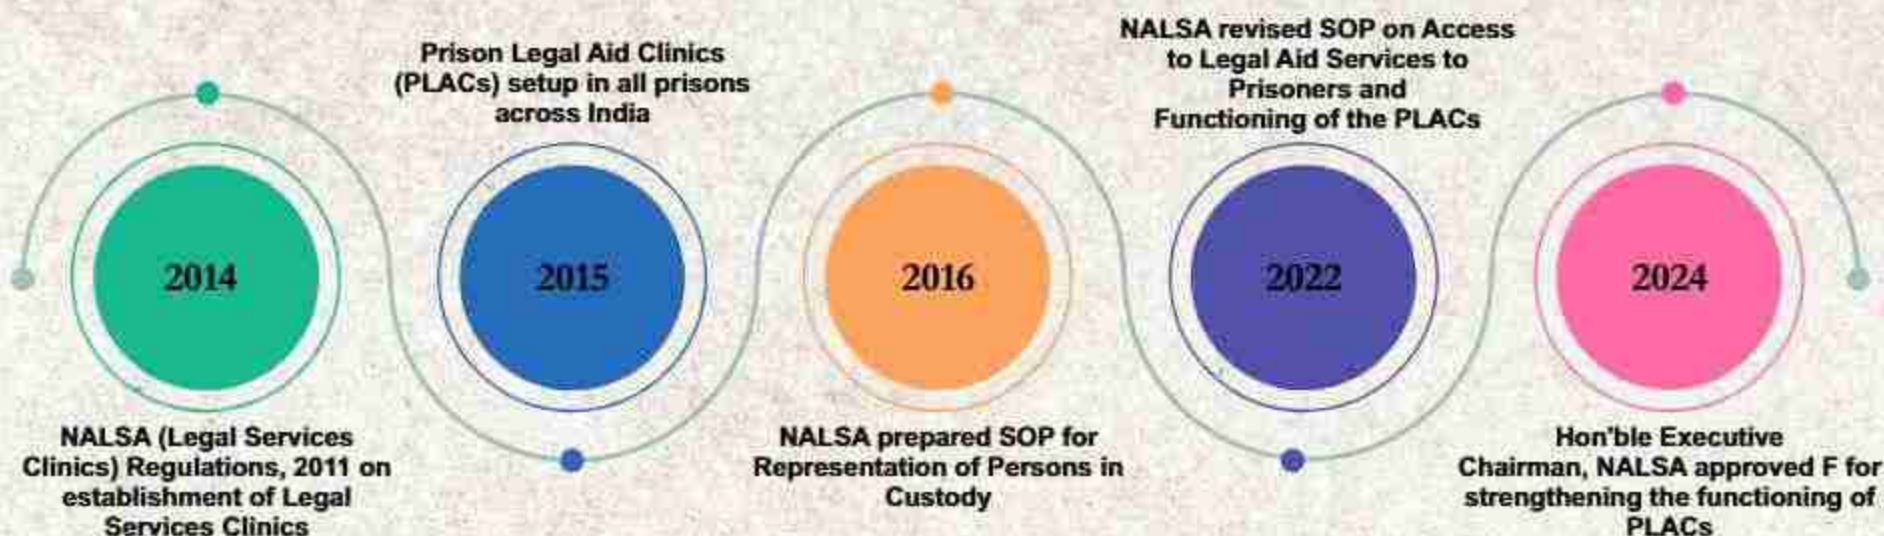 2014
NALSA (Legal Services
Clinics) Regulations, 2011 on
establishment of Legal
Services Clinics
Prison Legal Aid Clinics
(PLACs) setup in all prisons
across India
2015
2016
NALSA prepared SOP for
Representation of Persons in
Custody
NALSA revised SOP on Access
to Legal Aid Services to
Prisoners and
Functioning of the PLACs
2022
2024
Hon'ble Executive
Chairman, NALSA approved F for
strengthening the functioning of
PLACs